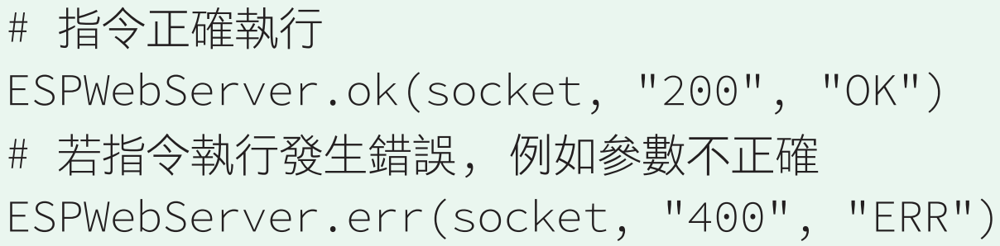 # 指令正確執行
ESPWebServer.ok(socket, "200", "OK")
# 若指令執行發生錯誤, 例如參數不正確
ESPWebServer.err(socket, "400", "ERR")